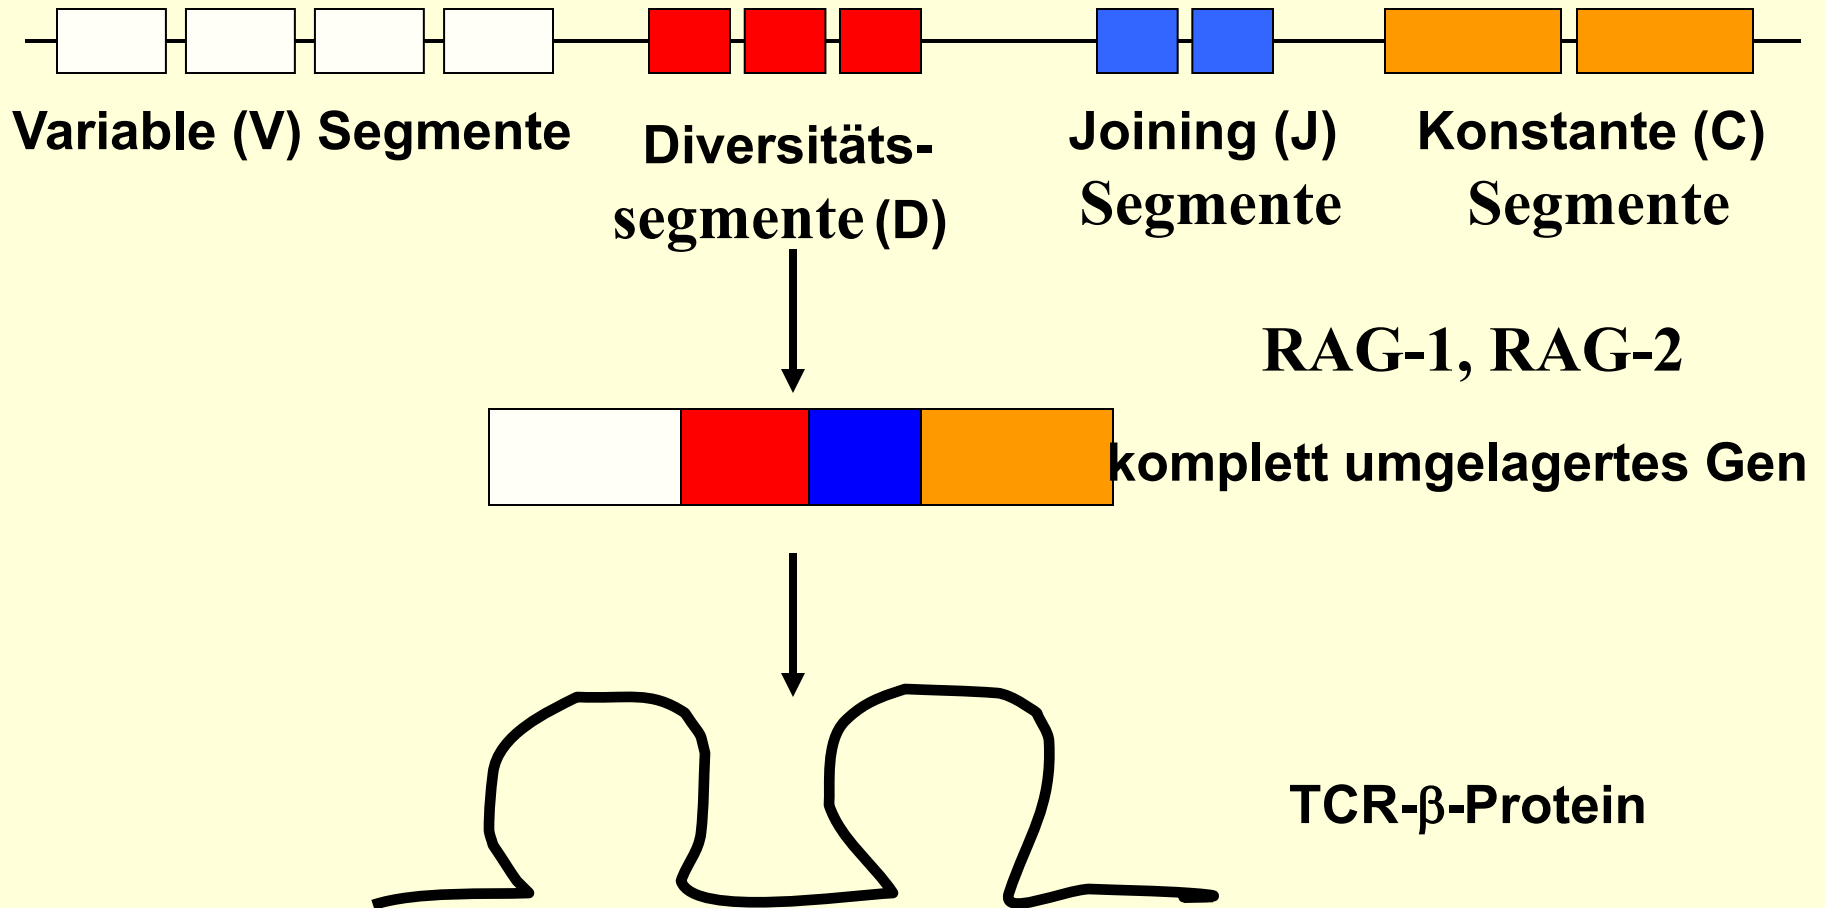 Variable (V) Segmente
Diversitäts-
segmente (D)
Joining (J)
Segmente
Konstante (C)
Segmente
RAG-1, RAG-2
komplett umgelagertes Gen
TCR-β-Protein